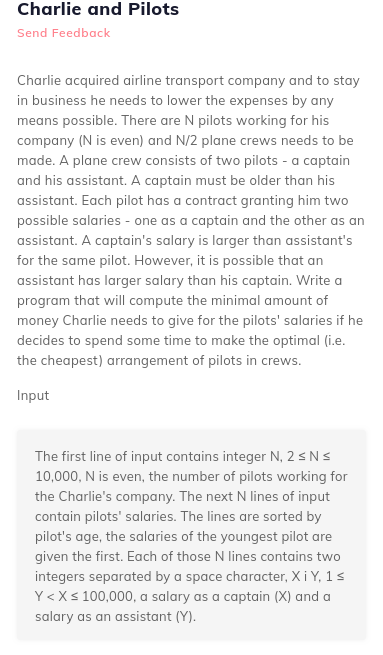 Charlie and Pilots
Send Feedback
Charlie acquired airline transport company and to stay
in business he needs to lower the expenses by any
means possible. There are N pilots working for his
company (N is even) and N/2 plane crews needs to be
made. A plane crew consists of two pilots - a captain
and his assistant. A captain must be older than his
assistant. Each pilot has a contract granting him two
possible salaries - one as a captain and the other as an
assistant. A captain's salary is larger than assistant's
for the same pilot. However, it is possible that an
assistant has larger salary than his captain. Write a
program that will compute the minimal amount of
money Charlie needs to give for the pilots' salaries if he
decides to spend some time to make the optimal (i.e.
the cheapest) arrangement of pilots in crews.
Input
The first line of input contains integer N, 2 ≤ N ≤
10,000, N is even, the number of pilots working for
the Charlie's company. The next N lines of input
contain pilots' salaries. The lines are sorted by
pilot's age, the salaries of the youngest pilot are
given the first. Each of those N lines contains two
integers separated by a space character, X i Y, 1 ≤
Y < X ≤ 100,000, a salary as a captain (X) and a
salary as an assistant (Y).